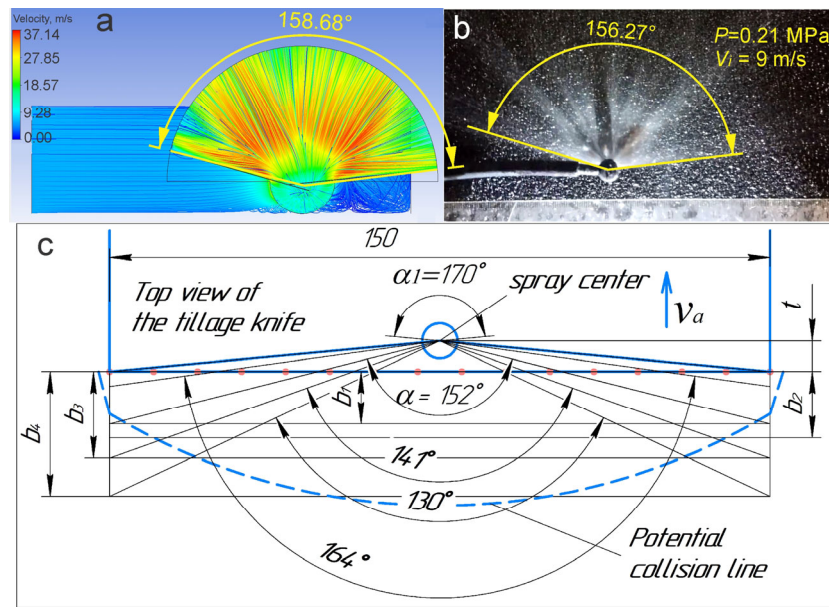 Velocity, m/s
37.14
27.85
18.57
9.28
0.00
a
158.68°
b
156.27°
P=0.21 MPa
Vi = 9 m/s
c
150
Top view of
the tillage knife
α1=170°
spray center
va
t
b4
b3
b1
α = 152°
b2
141°
130°
164°
Potential
collision line